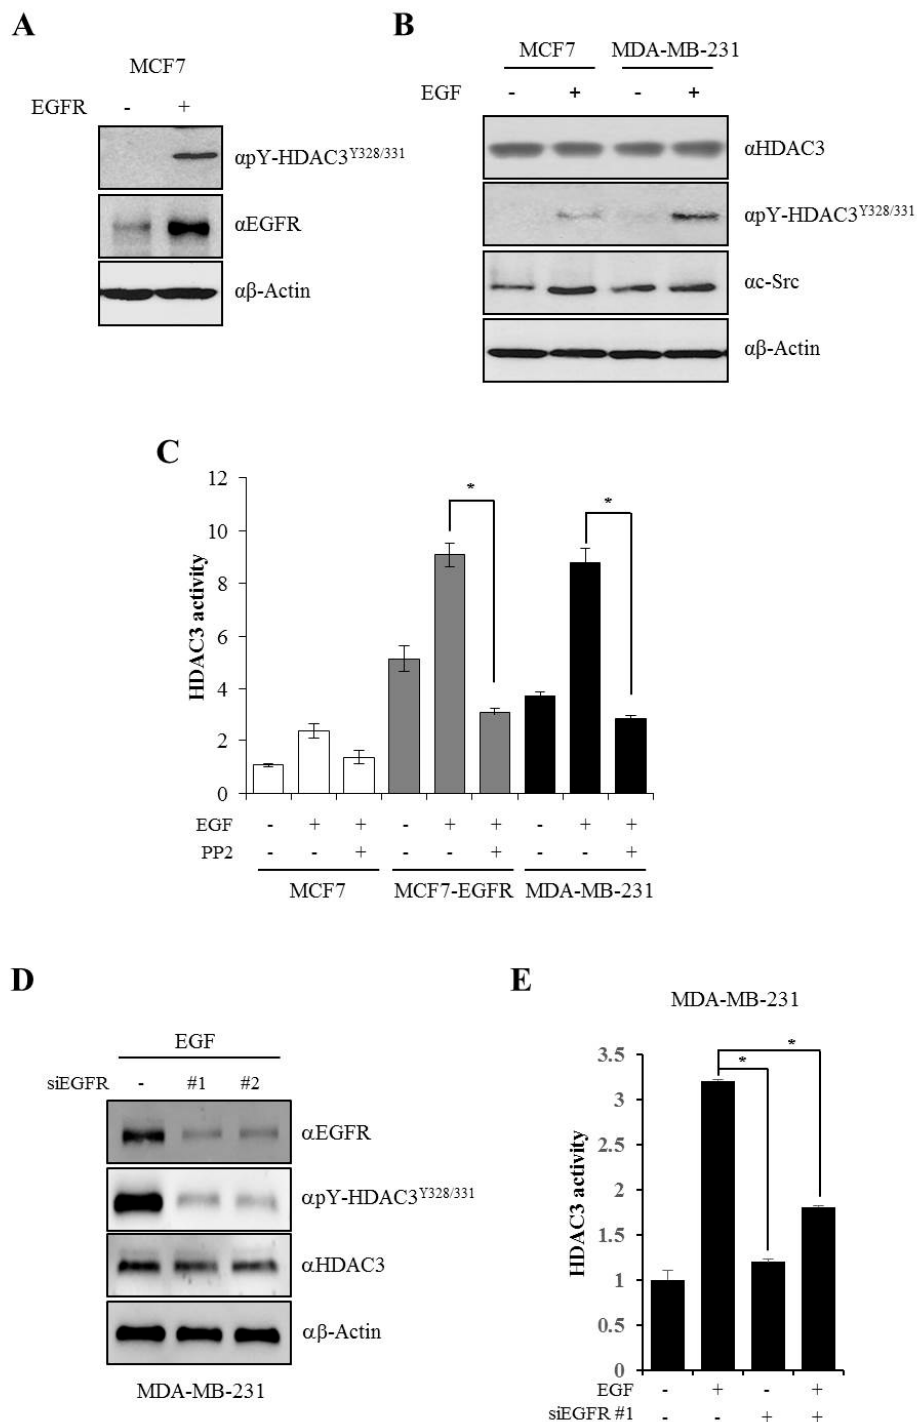 A
MCF7
EGFR - +
αpY-HDAC3Y328/331
αEGFR
αβ-Actin
B
MCF7 MDA-MB-231
EGF - + - +
αHDAC3
αpY-HDAC3Y328/331
αc-Src
αβ-Actin
C
HDAC3 activity
12
10
8
6
4
2
0
* *
EGF - + + - + + - + +
PP2 - - + - - + - - +
MCF7 MCF7-EGFR MDA-MB-231
D
EGF
siEGFR - #1 #2
αEGFR
αpY-HDAC3Y328/331
αHDAC3
αβ-Actin
MDA-MB-231
E
MDA-MB-231
HDAC3 activity
3.5
3
2.5
2
1.5
1
0.5
0
* *
EGF - + - +
siEGFR #1 - - + +